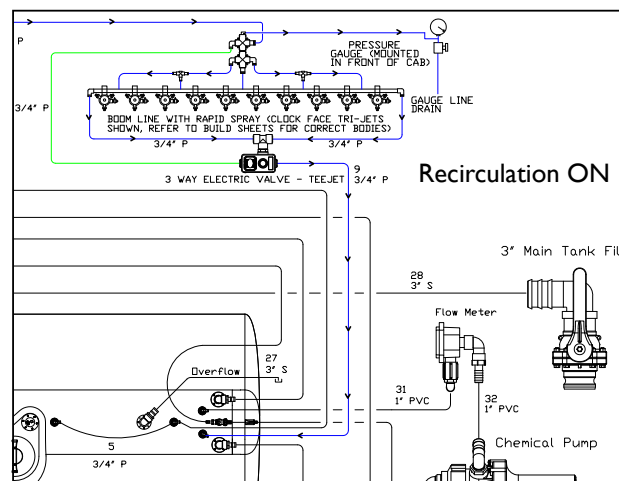 P
PRESSURE
GAUGE (MOUNTED
IN FRONT OF CAB)
3/4" P
GAUGE LINE
DRAIN
BOOM LINE WITH RAPID SPRAY (CLOCK FACE TRI-JETS
SHOWN, REFER TO BUILD SHEETS FOR CORRECT BODIES)
3/4" P
3/4" P
3 WAY ELECTRIC VALVE - TEEJET
9
3/4" P
Recirculation ON
3" Main Tank Fil
28
3" S
Flow Meter
27
3" S
Overflow
31
1" PVC
32
1" PVC
5
3/4" P
Chemical Pump